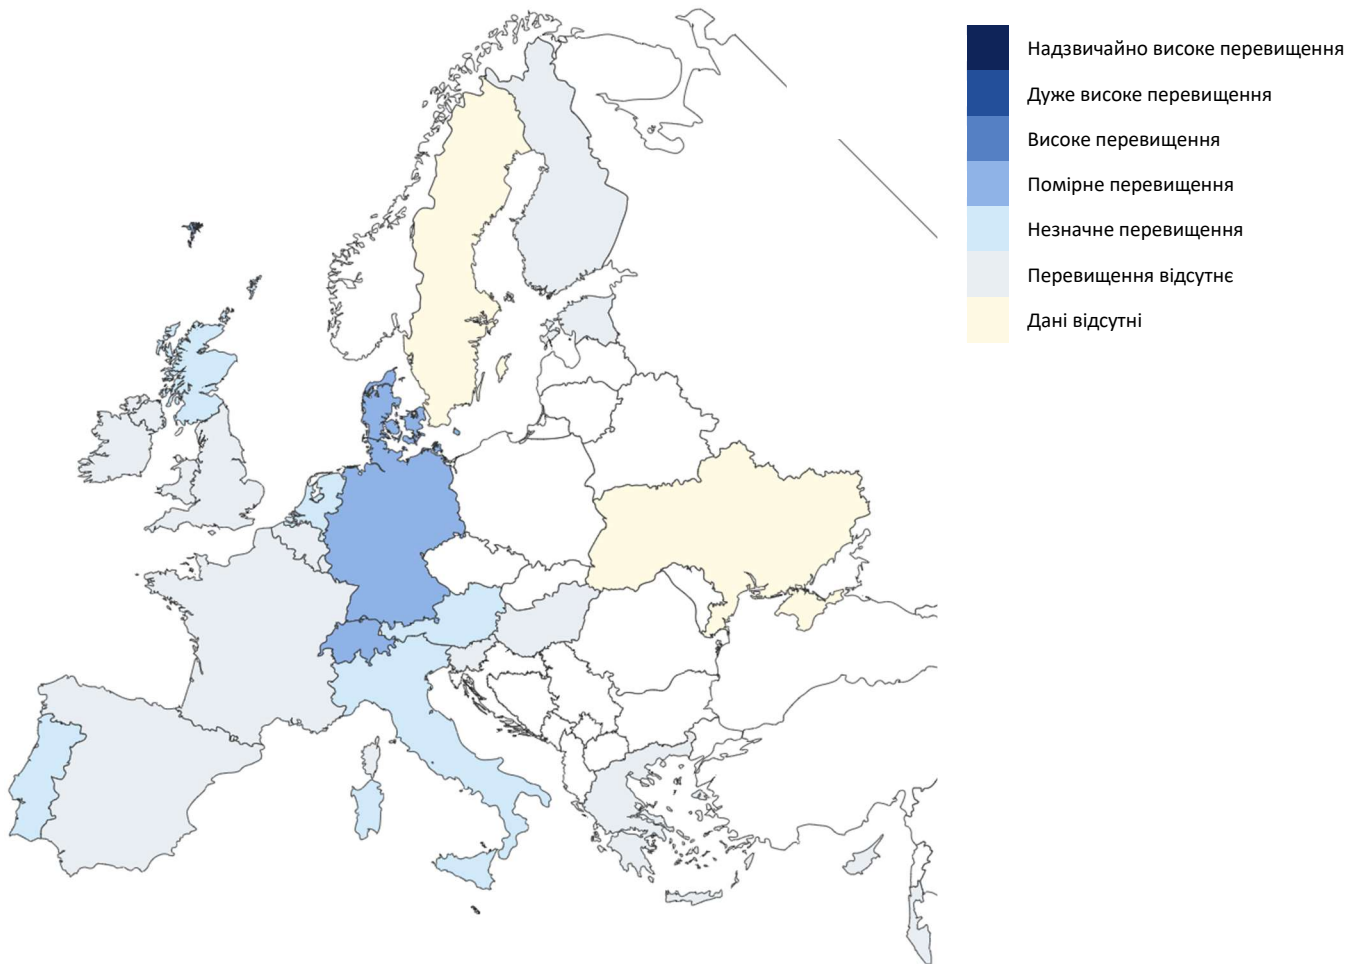 Надзвичайно високе перевищення
Дуже високе перевищення
Високе перевищення
Помірне перевищення
Незначне перевищення
Перевищення відсутнє
Дані відсутні